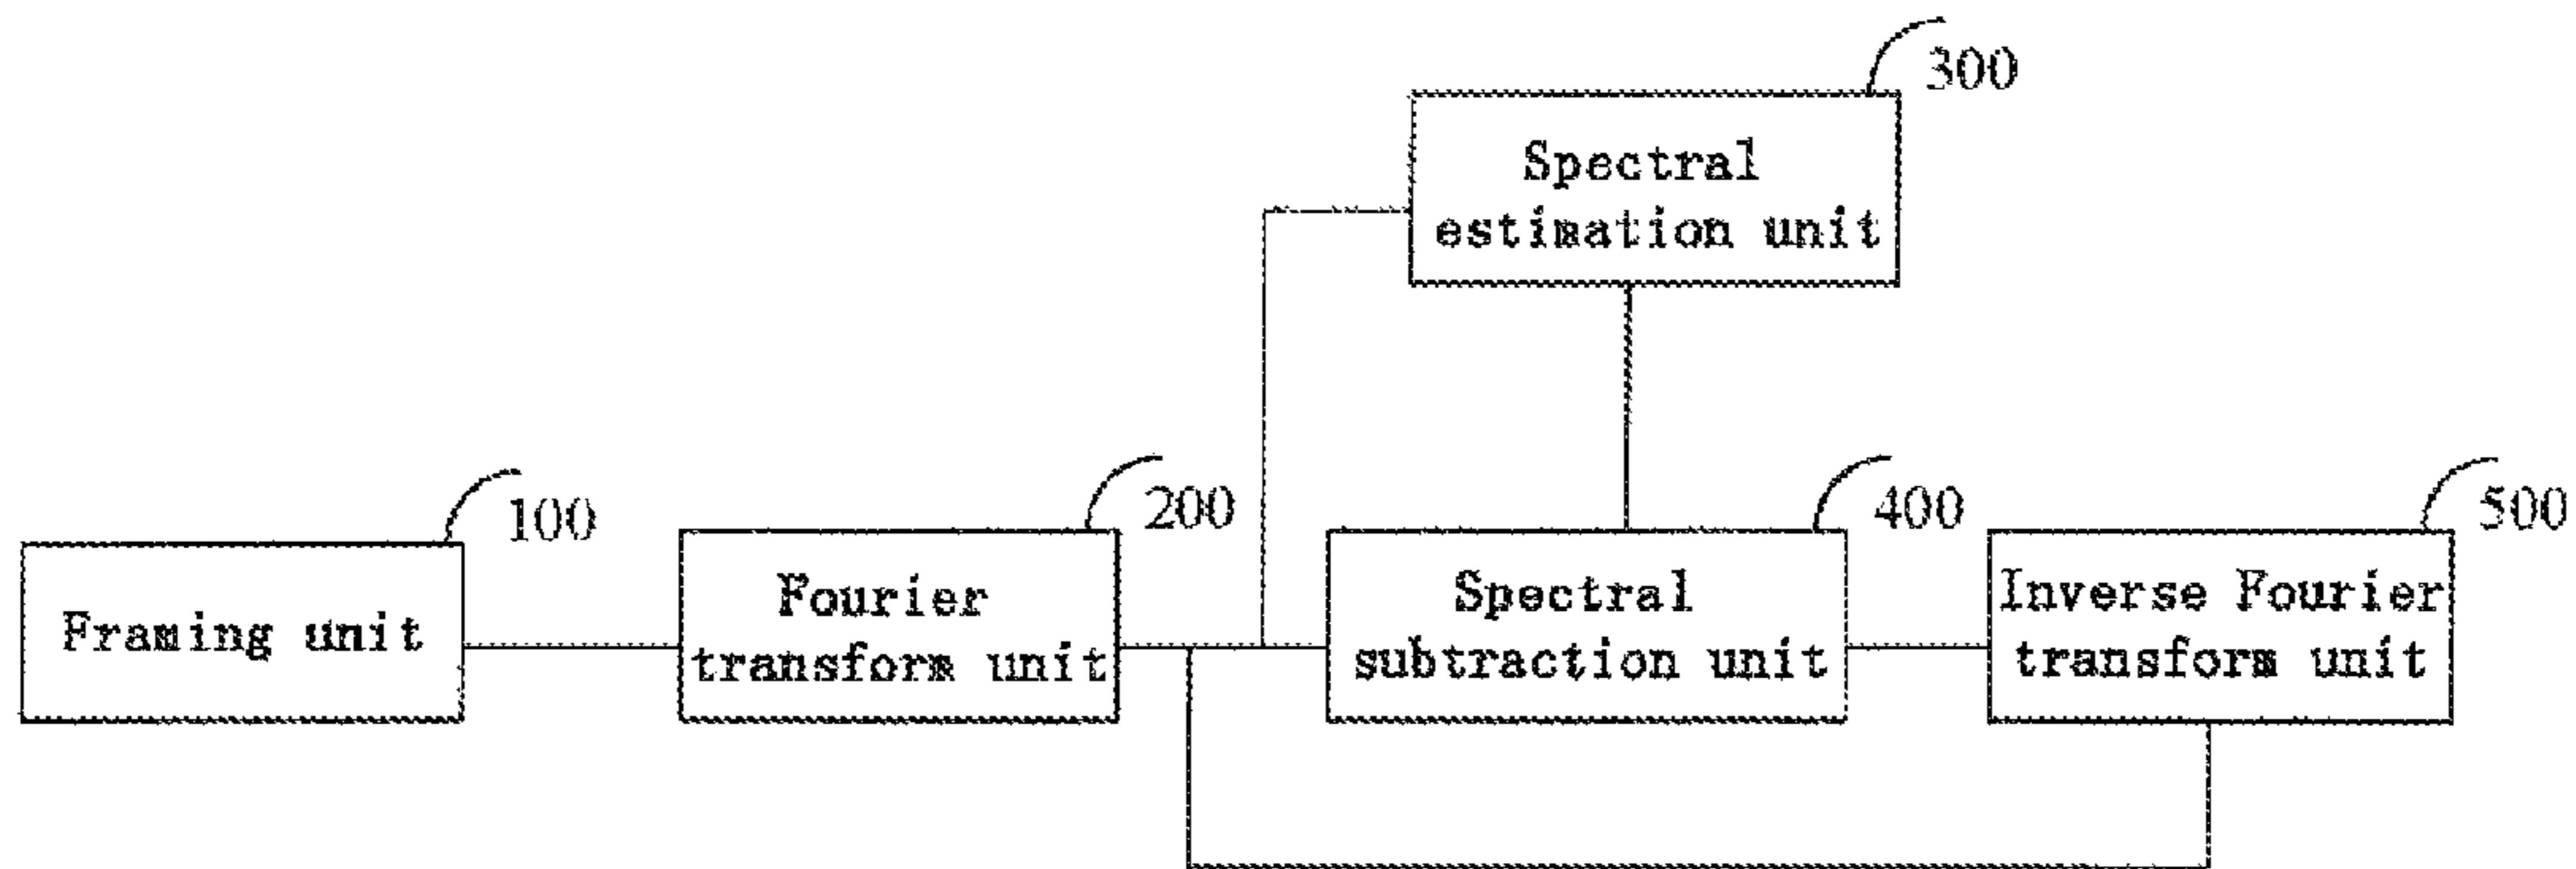 300
Spectral
estimation unit
100
Framing unit
200
Fourier
transform unit
400
Spectral
subtraction unit
500
Inverse Fourier
transform unit